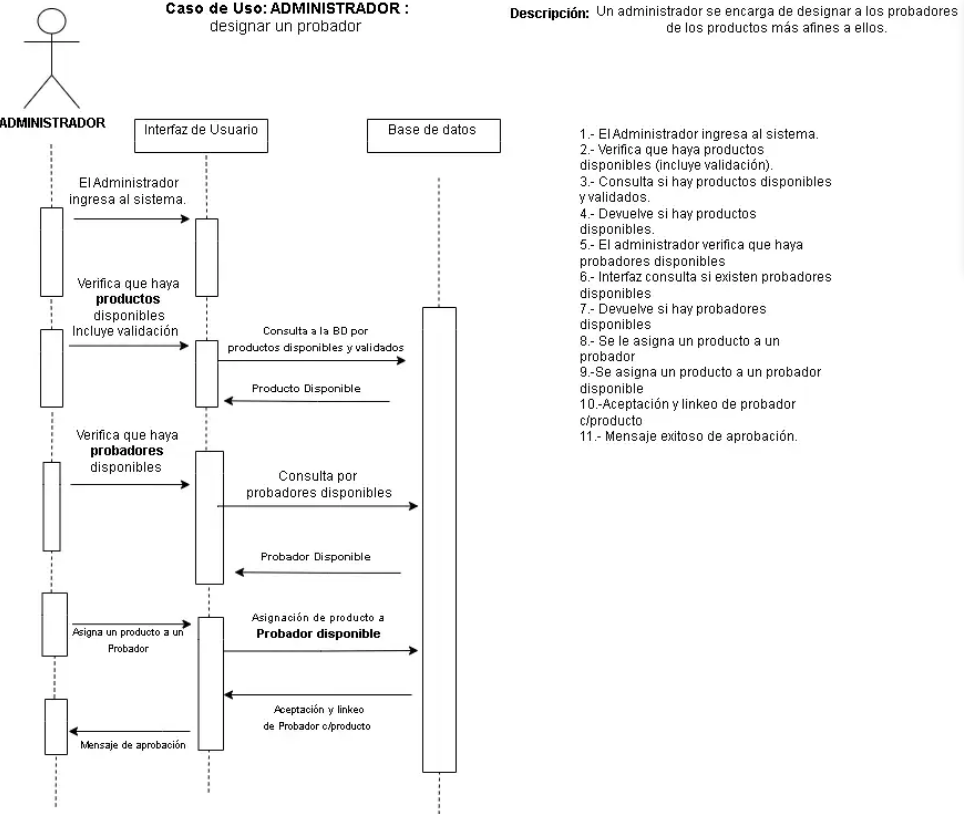 Caso de Uso: ADMINISTRADOR :
designar un probador
Descripción: Un administrador se encarga de designar a los probadores
de los productos más afines a ellos.
ADMINISTRADOR
Interfaz de Usuario
Base de datos
El Administrador
ingresa al sistema.
Verifica que haya
productos
disponibles
Incluye validación
Consulta a la BD por
productos disponibles y validados
Producto Disponible
Verifica que haya
probadores
disponibles
Consulta por
probadores disponibles
Probador Disponible
Asigna un producto a un
Probador
Asignación de producto a
Probador disponible
Aceptación y linkeo
de Probador c/producto
Mensaje de aprobación
1.- El Administrador ingresa al sistema.
2.- Verifica que haya productos
disponibles (incluye validación).
3.- Consulta si hay productos disponibles
y validados.
4.- Devuelve si hay productos
disponibles.
5.- El administrador verifica que haya
probadores disponibles
6.- Interfaz consulta si existen probadores
disponibles
7.- Devuelve si hay probadores
disponibles
8.- Se le asigna un producto a un
probador
9.-Se asigna un producto a un probador
disponible
10.-Aceptación y linkeo de probador
c/producto
11.- Mensaje exitoso de aprobación.